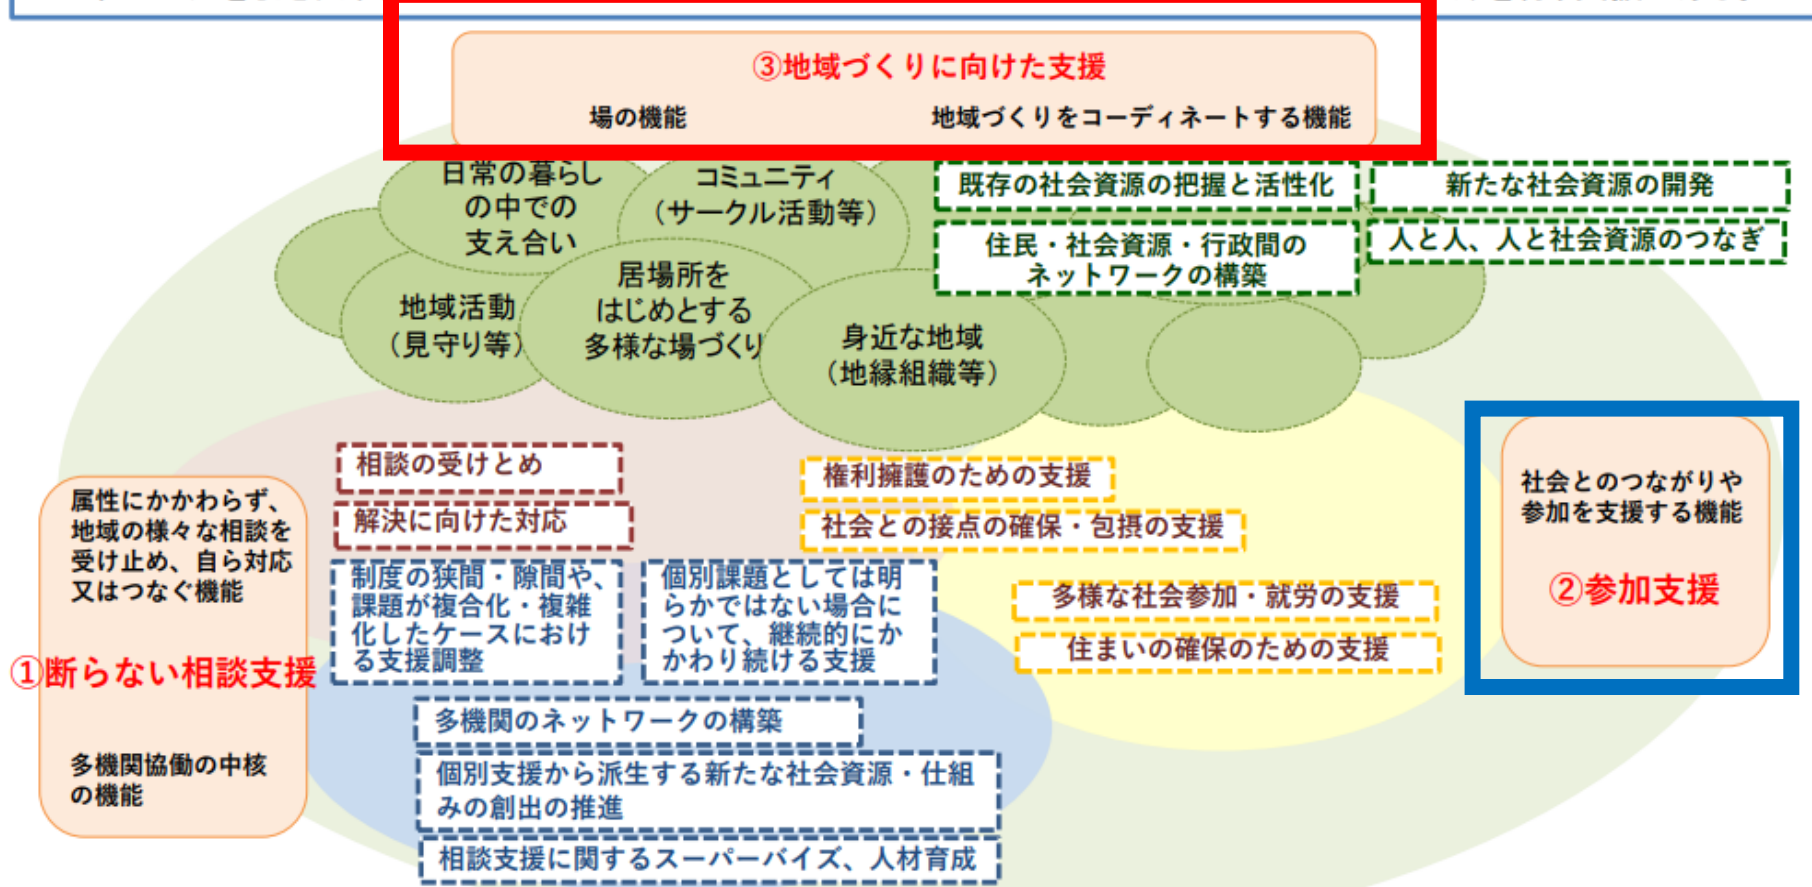 ③地域づくりに向けた支援
場の機能
地域づくりをコーディネートする機能
日常の暮らし
の中での
支え合い
コミュニティ
（サークル活動等）
既存の社会資源の把握と活性化
新たな社会資源の開発
住民・社会資源・行政間の
ネットワークの構築
人と人、人と社会資源のつなぎ
地域活動
（見守り等）
居場所を
はじめとする
多様な場づくり
身近な地域
（地縁組織等）
属性にかかわらず、
地域の様々な相談を
受け止め、自ら対応
又はつなぐ機能
①断らない相談支援
多機関協働の中核
の機能
相談の受けとめ
解決に向けた対応
制度の狭間・隙間や、
課題が複合化・複雑
化したケースにおけ
る支援調整
個別課題としては明
らかではない場合に
ついて、継続的にか
かわり続ける支援
多機関のネットワークの構築
個別支援から派生する新たな社会資源・仕組
みの創出の推進
相談支援に関するスーパーバイズ、人材育成
権利擁護のための支援
社会との接点の確保・包摂の支援
多様な社会参加・就労の支援
住まいの確保のための支援
社会とのつながりや
参加を支援する機能
②参加支援